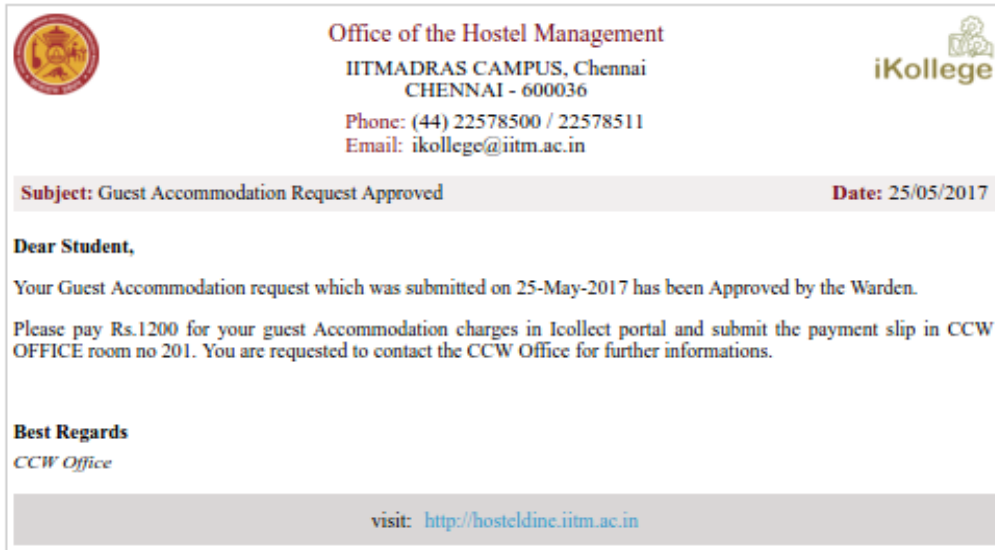 Office of the Hostel Management
iKollege
IITMADRAS CAMPUS, Chennai
CHENNAI - 600036
Phone: (44) 22578500 / 22578511
Email: ikollege@iitm.ac.in
Subject: Guest Accommodation Request Approved Date: 25/05/2017
Dear Student,
Your Guest Accommodation request which was submitted on 25-May-2017 has been Approved by the Warden.
Please pay Rs.1200 for your guest Accommodation charges in Icollect portal and submit the payment slip in CCW
OFFICE room no 201. You are requested to contact the CCW Office for further informations.
Best Regards
CCW Office
visit: http://hosteldine.iitm.ac.in